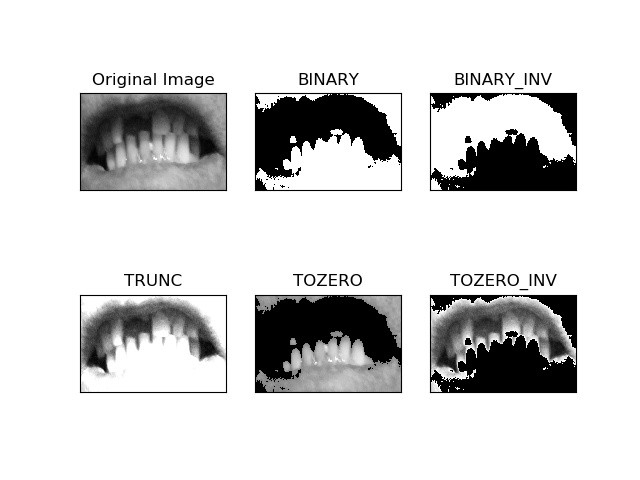 Original Image
BINARY
BINARY_INV
TRUNC
TOZERO
TOZERO_INV